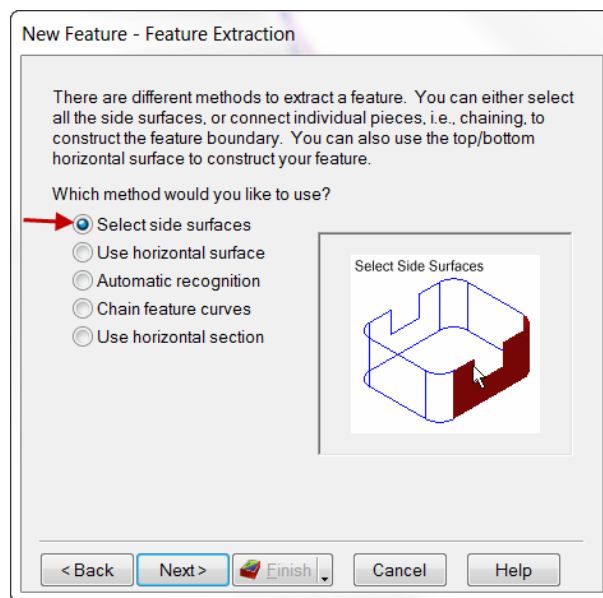 New Feature - Feature Extraction
There are different methods to extract a feature. You can either select
all the side surfaces, or connect individual pieces, i.e., chaining, to
construct the feature boundary. You can also use the top/bottom
horizontal surface to construct your feature.
Which method would you like to use?
Select side surfaces
Use horizontal surface
Automatic recognition
Chain feature curves
Use horizontal section
Select Side Surfaces
< Back Next > Finish Cancel Help